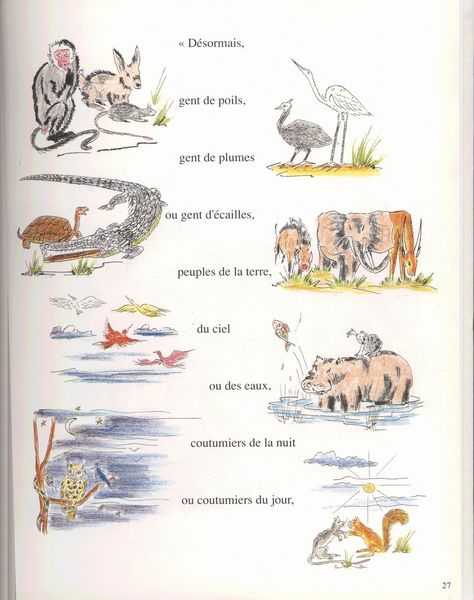 « Désormais,
gent de poils,
gent de plumes
ou gent d'écailles,
peuples de la terre,
du ciel
ou des eaux,
coutumiers de la nuit
ou coutumiers du jour,
27